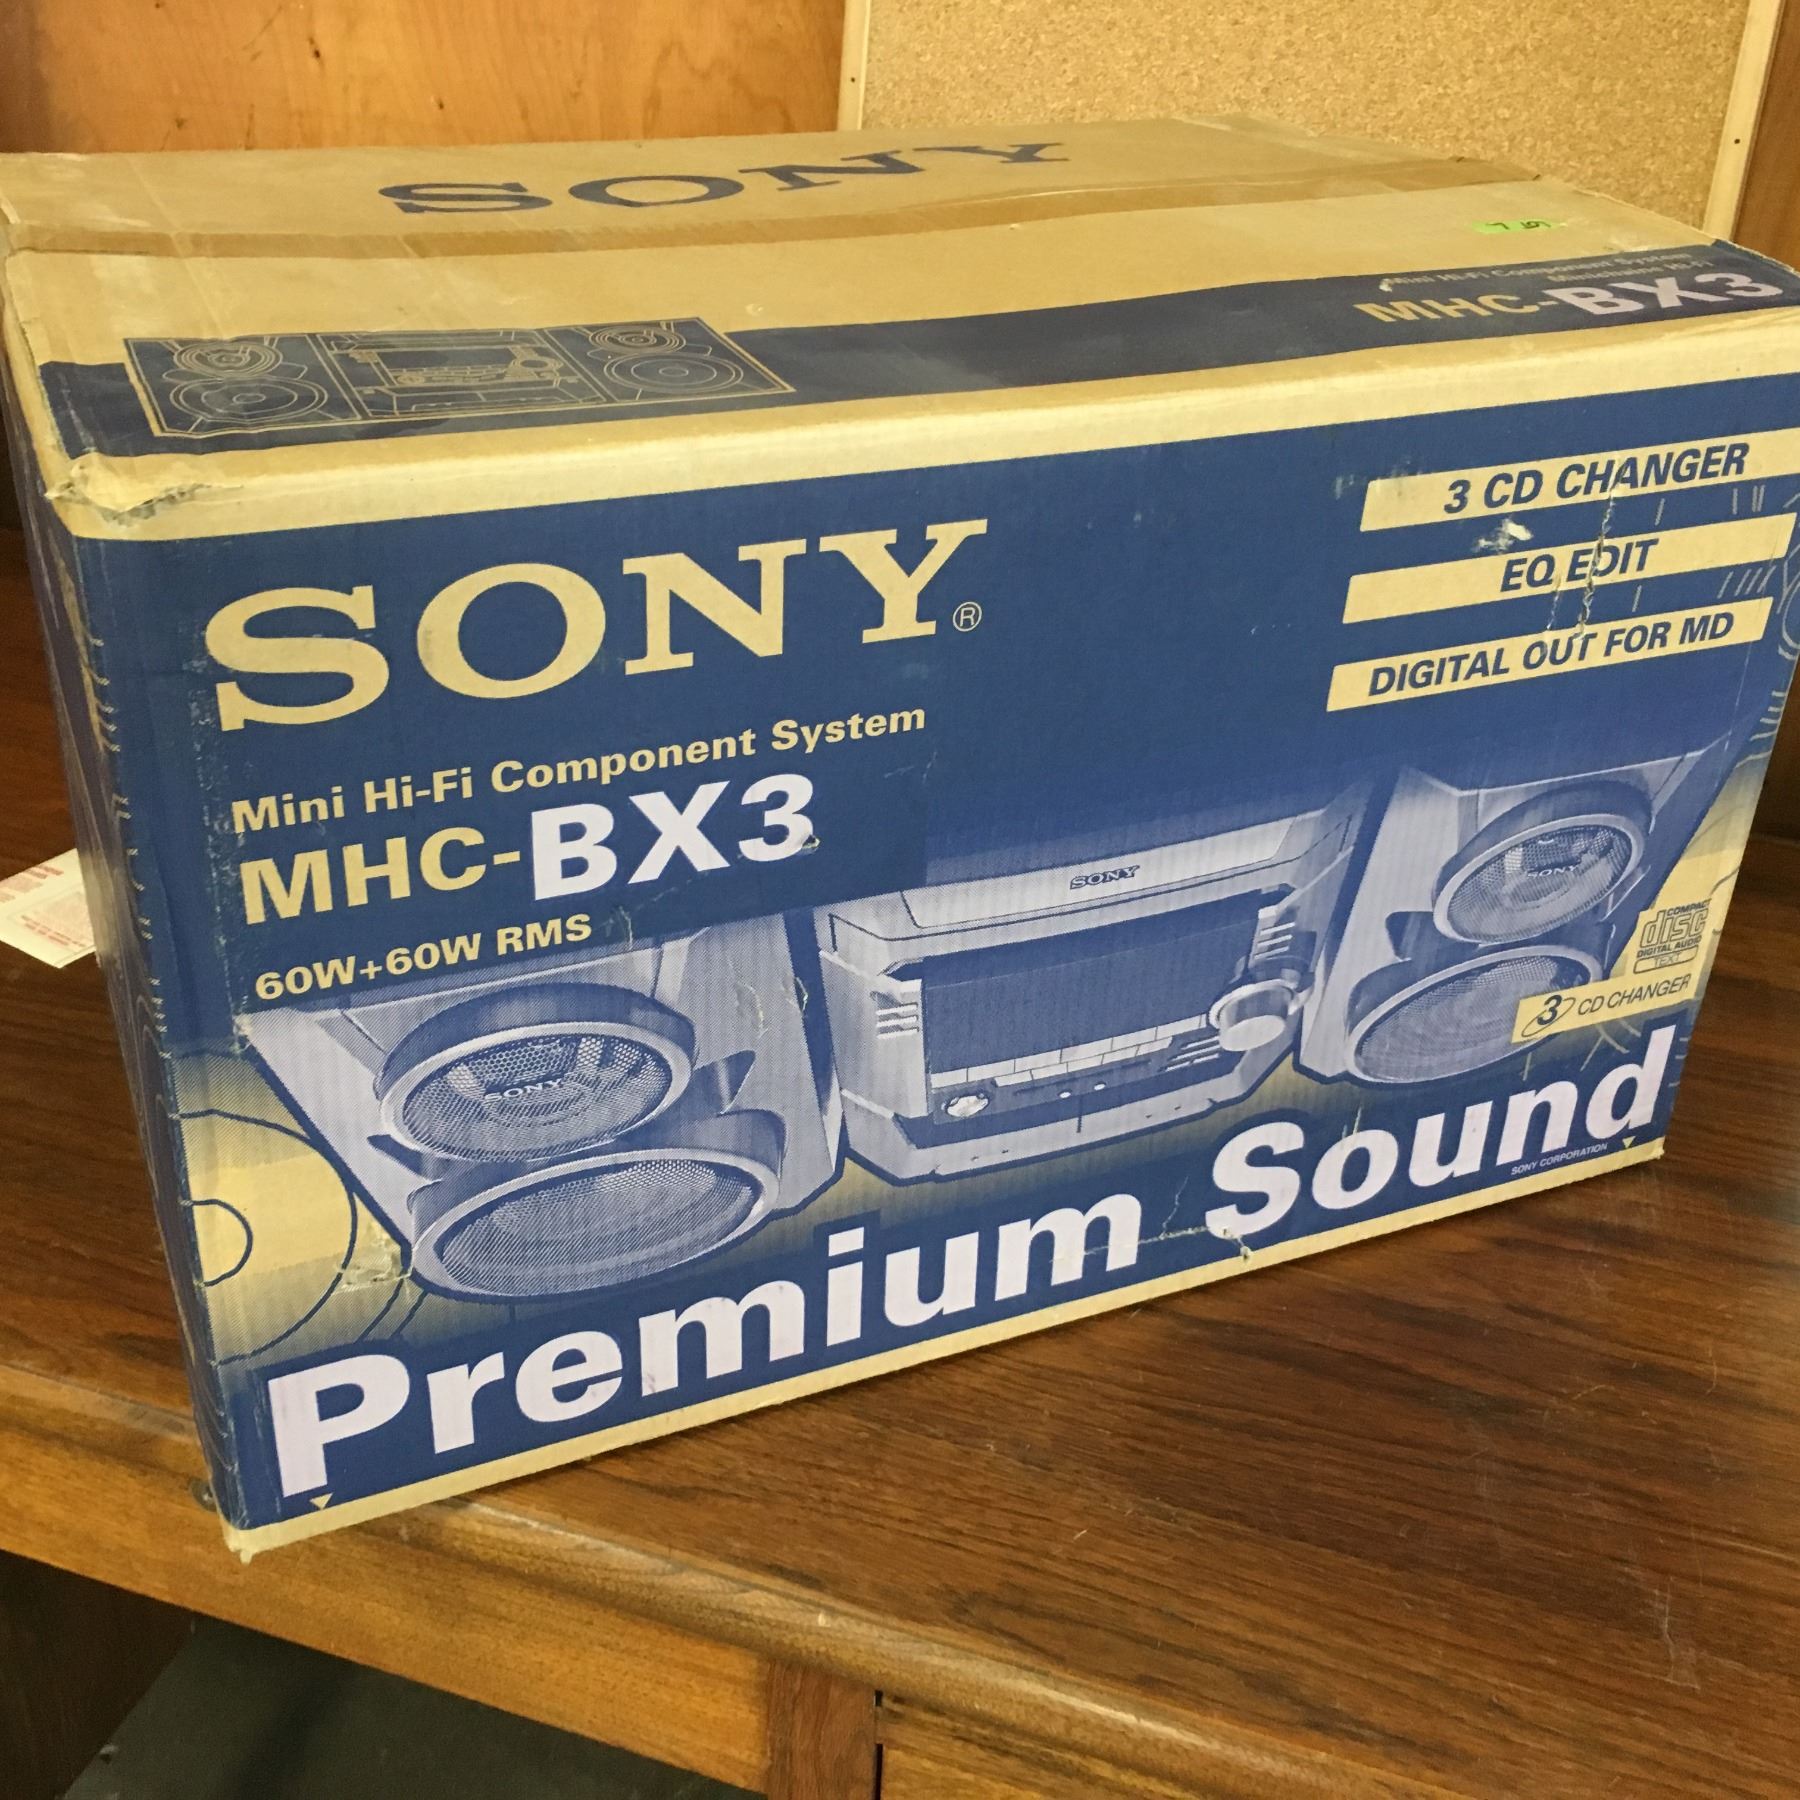 SONY
Mini Hi-Fi Component System
MHC-BX3
SONY®
Mini Hi-Fi Component System
MHC-BX3
60W+60W RMS
3 CD CHANGER
EQ EDIT
DIGITAL OUT FOR MD
SONY
SONY
SONY
COMPACT
disc
DIGITAL AUDIO
TEXT
3 CD CHANGER
Premium Sound
SONY CORPORATION